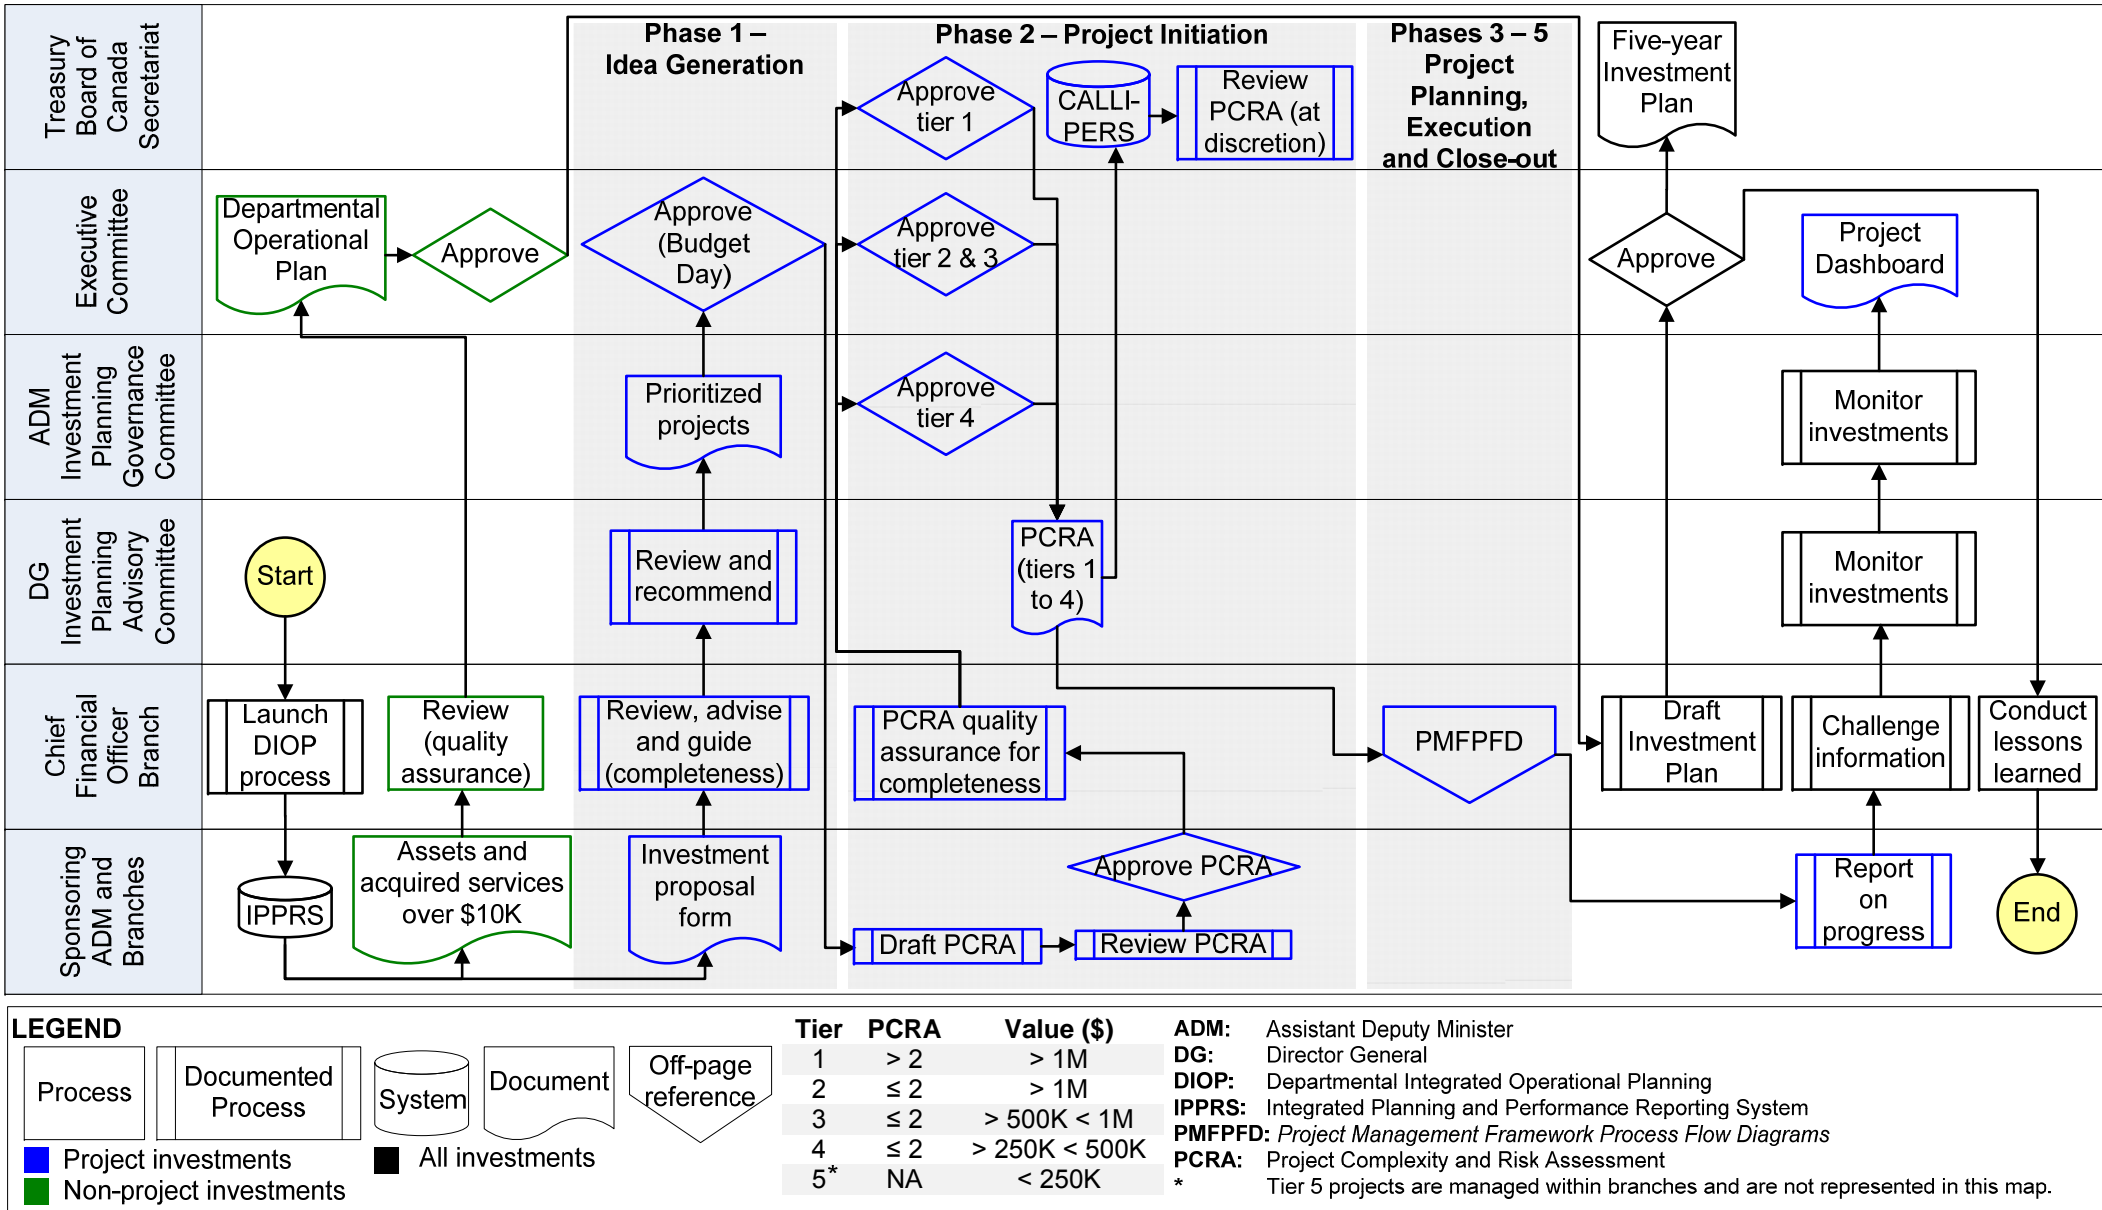 Treasury
Board of
Canada
Secretariat
Executive
Committee
ADM
Investment
Planning
Governance
Committee
DG
Investment
Planning
Advisory
Committee
Chief
Financial
Officer
Branch
Sponsoring
ADM and
Branches
Phase 1 –
Idea Generation
Phase 2 – Project Initiation
Phases 3 – 5
Project
Planning,
Execution
and Close-out
Approve
tier 1
CALLI-
PERS
Review
PCRA (at
discretion)
Five-year
Investment
Plan
Departmental
Operational
Plan
Approve
Approve
(Budget
Day)
Approve
tier 2 & 3
Approve
Project
Dashboard
Prioritized
projects
Approve
tier 4
Monitor
investments
Start
Review and
recommend
PCRA
(tiers 1
to 4)
Monitor
investments
Launch
DIOP
process
Review
(quality
assurance)
Review, advise
and guide
(completeness)
PCRA quality
assurance for
completeness
PMFPFD
Draft
Investment
Plan
Challenge
information
Conduct
lessons
learned
IPPRS
Assets and
acquired services
over $10K
Investment
proposal
form
Approve PCRA
Draft PCRA
Review PCRA
Report
on
progress
End
LEGEND
Process
Documented
Process
System
Document
Off-page
reference
Project investments
All investments
Non-project investments
Tier PCRA Value ($)
1 > 2 > 1M
2 ≤ 2 > 1M
3 ≤ 2 > 500K < 1M
4 ≤ 2 > 250K < 500K
5* NA < 250K
ADM: Assistant Deputy Minister
DG: Director General
DIOP: Departmental Integrated Operational Planning
IPPRS: Integrated Planning and Performance Reporting System
PMFPFD: Project Management Framework Process Flow Diagrams
PCRA: Project Complexity and Risk Assessment
* Tier 5 projects are managed within branches and are not represented in this map.